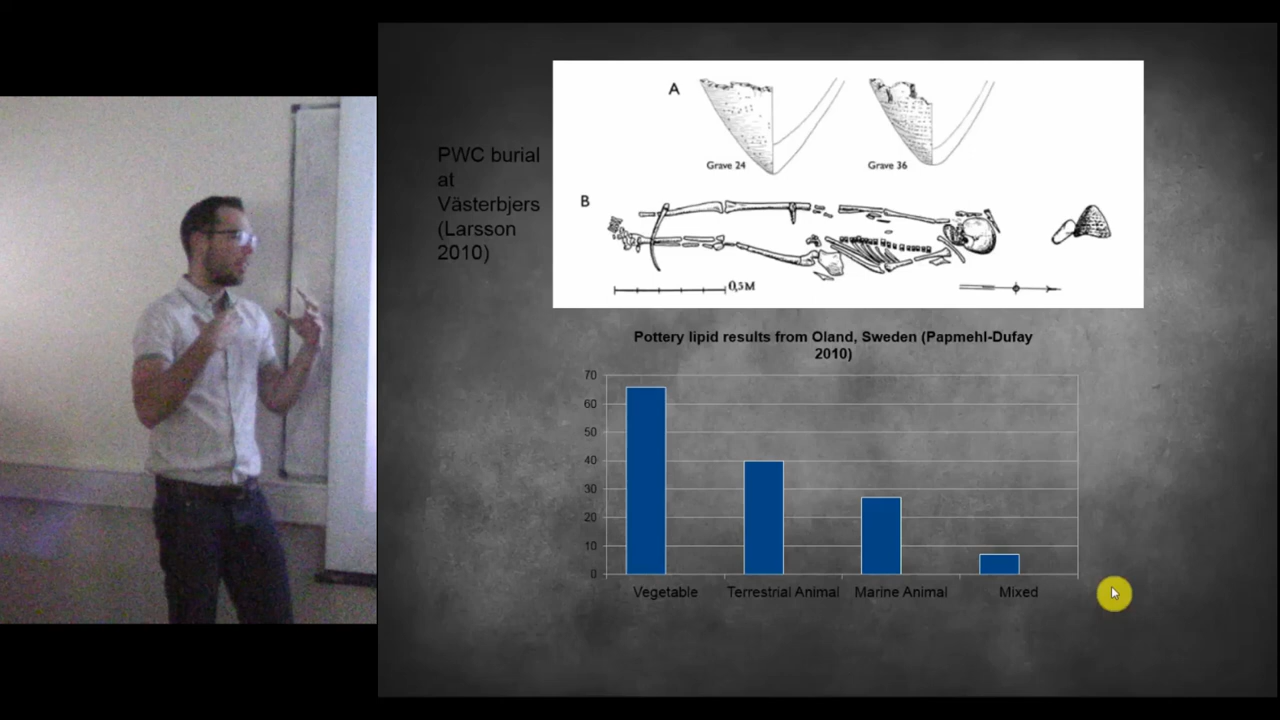 PWC burial
at
Västerbjers
(Larsson
2010)
A
Grave 24
Grave 36
B
0,5M
Pottery lipid results from Oland, Sweden (Papmehl-Dufay
2010)
70
60
50
40
30
20
10
0
Vegetable
Terrestrial Animal
Marine Animal
Mixed